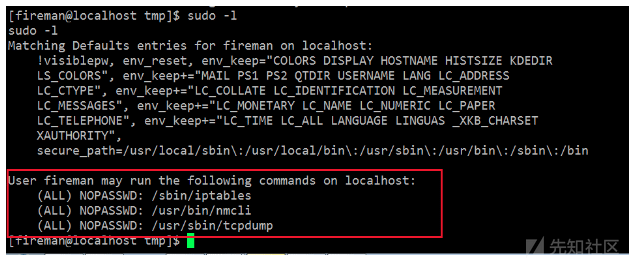 [fireman@localhost tmp]$ sudo -l
sudo -l
Matching Defaults entries for fireman on localhost:
    !visiblepw, env_reset, env_keep="COLORS DISPLAY HOSTNAME HISTSIZE KDEDIR
    LS_COLORS", env_keep+="MAIL PS1 PS2 QTDIR USERNAME LANG LC_ADDRESS
    LC_CTYPE", env_keep+="LC_COLLATE LC_IDENTIFICATION LC_MEASUREMENT
    LC_MESSAGES", env_keep+="LC_MONETARY LC_NAME LC_NUMERIC LC_PAPER
    LC_TELEPHONE", env_keep+="LC_TIME LC_ALL LANGUAGE LINGUAS _XKB_CHARSET
    XAUTHORITY",
    secure_path=/usr/local/sbin\:/usr/local/bin\:/usr/sbin\:/usr/bin\:/sbin\:/bin

User fireman may run the following commands on localhost:
    (ALL) NOPASSWD: /sbin/iptables
    (ALL) NOPASSWD: /usr/bin/nmcli
    (ALL) NOPASSWD: /usr/sbin/tcpdump
[fireman@localhost tmp]$
先知社区